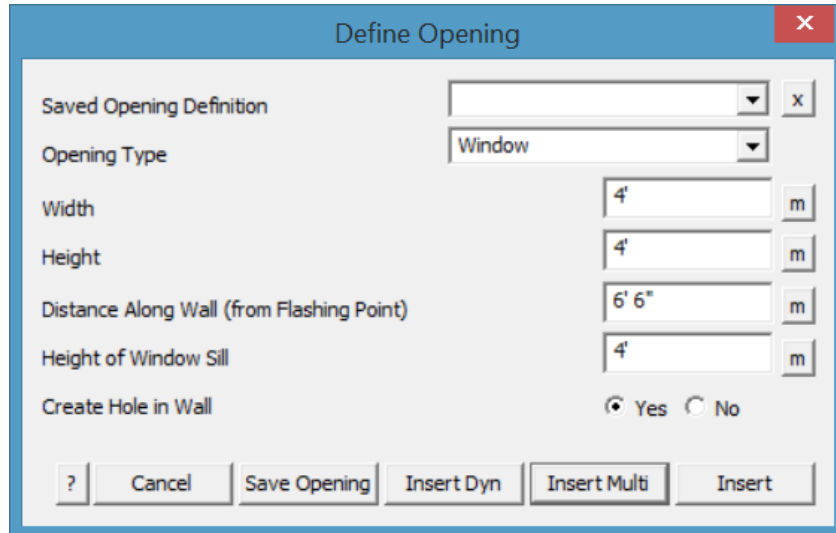 Define Opening
x
Saved Opening Definition
x
Opening Type Window
Width 4' m
Height 4' m
Distance Along Wall (from Flashing Point) 6' 6" m
Height of Window Sill 4' m
Create Hole in Wall Yes No
? Cancel Save Opening Insert Dyn Insert Multi Insert